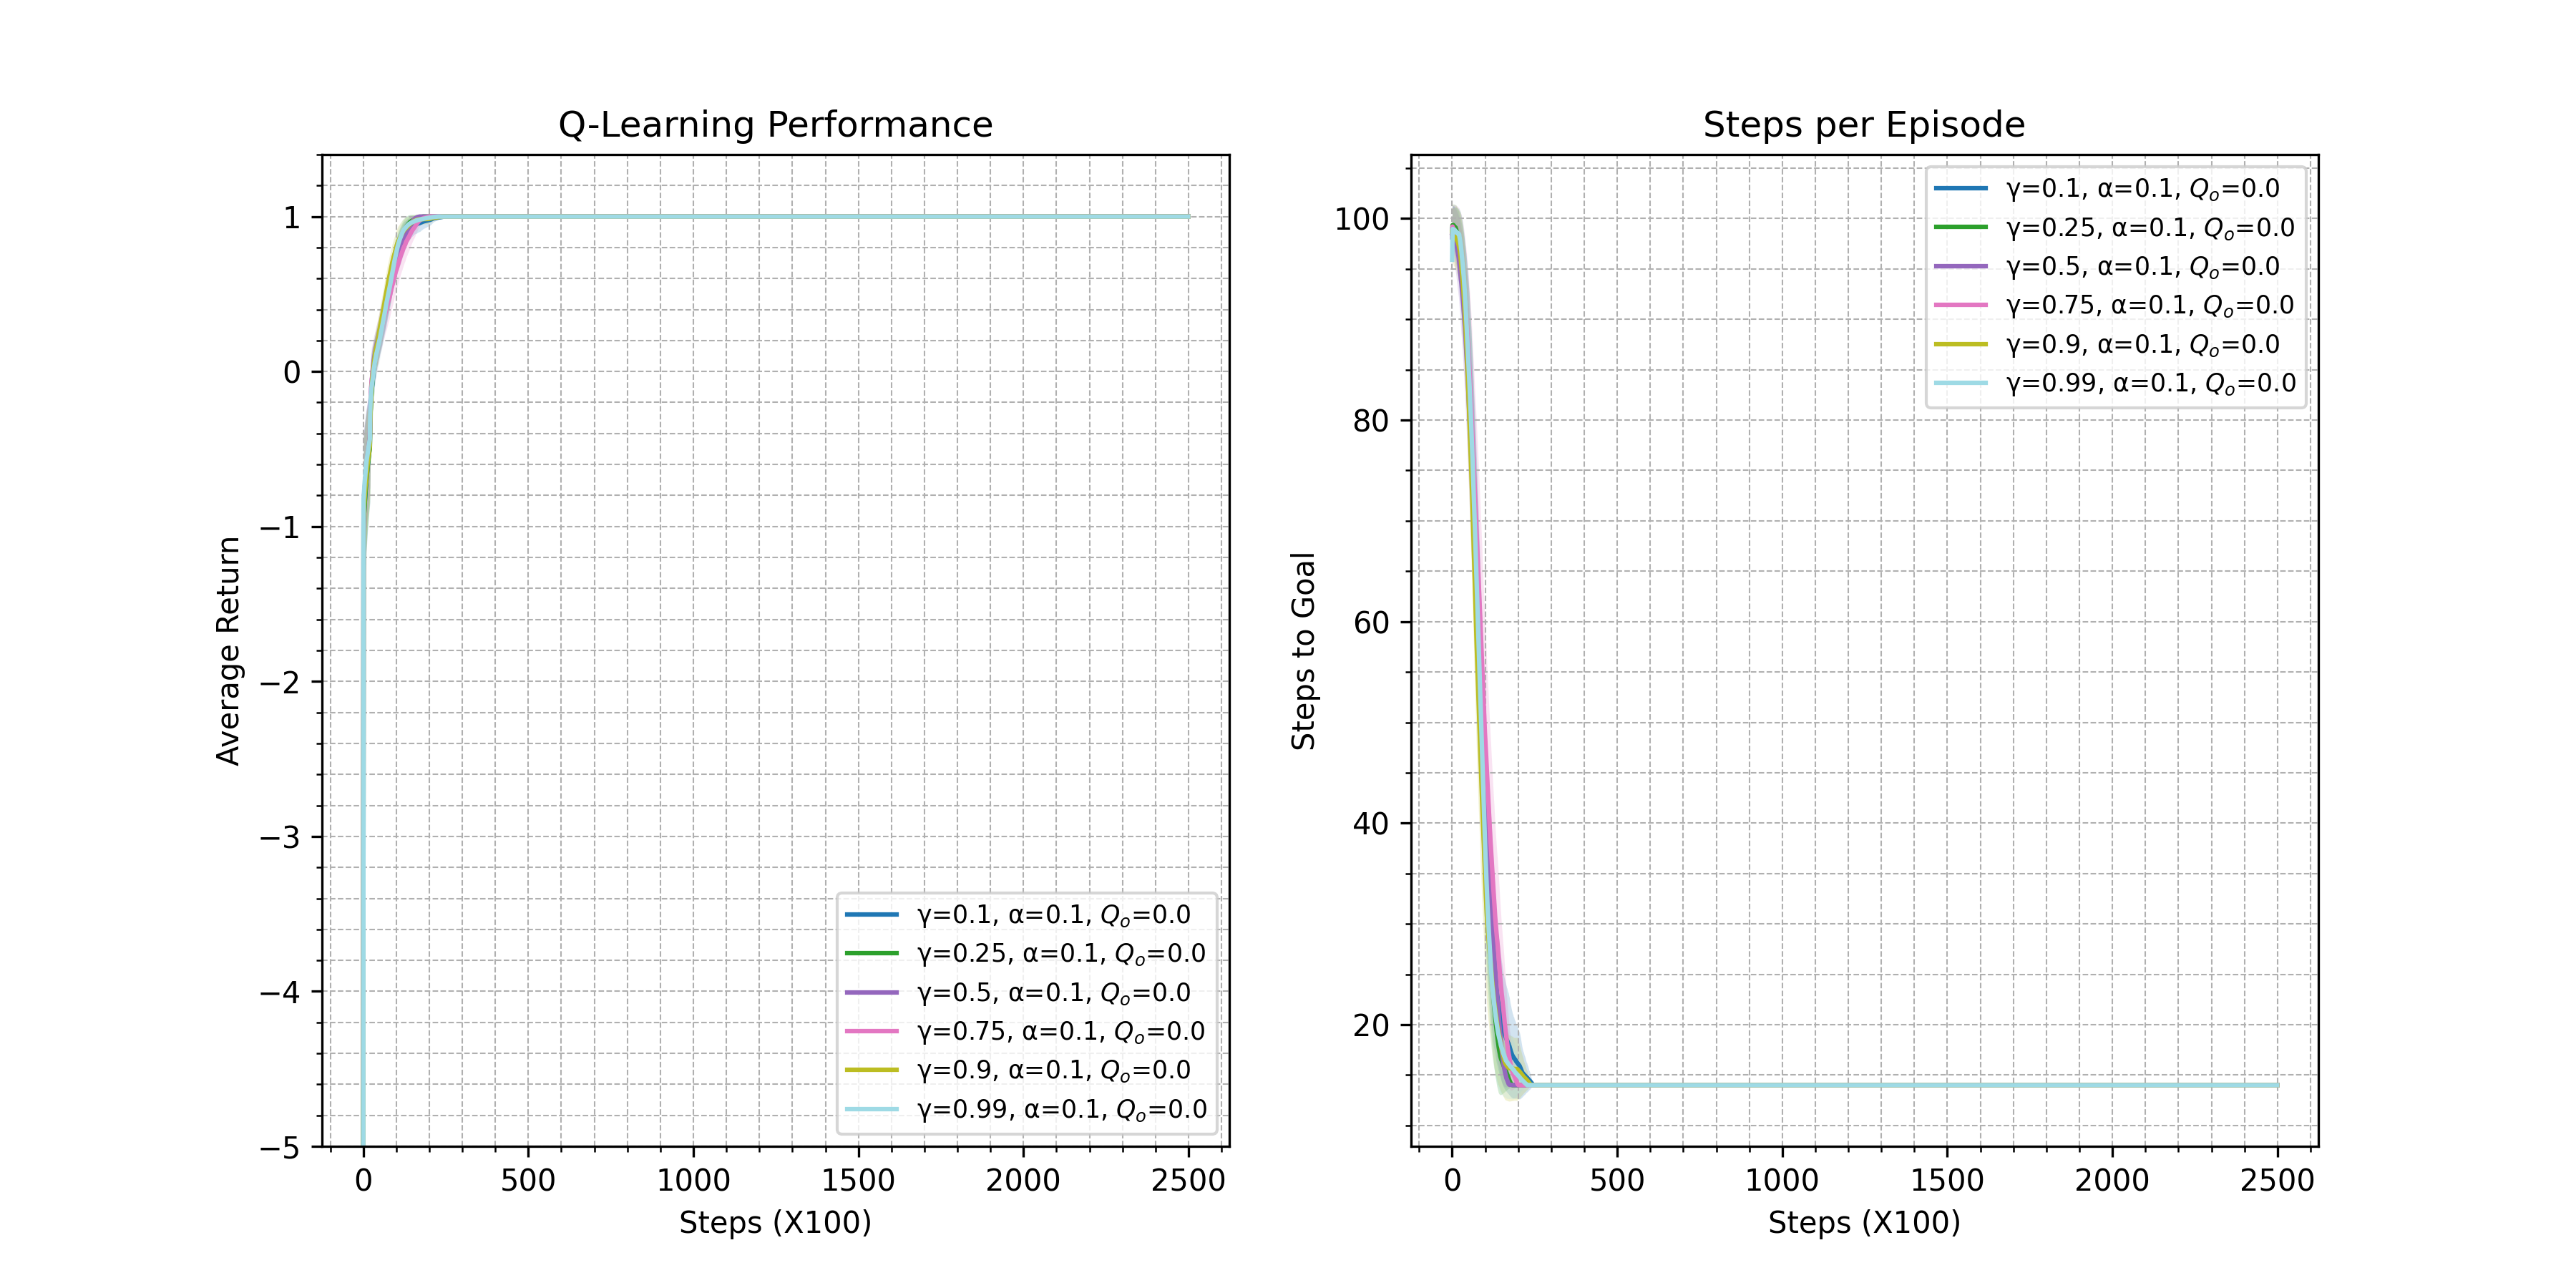 Q-Learning Performance
1
0
−1
−2
−3
−4
−5
Average Return
γ=0.1, α=0.1, Qo=0.0
γ=0.25, α=0.1, Qo=0.0
γ=0.5, α=0.1, Qo=0.0
γ=0.75, α=0.1, Qo=0.0
γ=0.9, α=0.1, Qo=0.0
γ=0.99, α=0.1, Qo=0.0
0 500 1000 1500 2000 2500
Steps (X100)
Steps per Episode
100
80
60
40
20
Steps to Goal
γ=0.1, α=0.1, Qo=0.0
γ=0.25, α=0.1, Qo=0.0
γ=0.5, α=0.1, Qo=0.0
γ=0.75, α=0.1, Qo=0.0
γ=0.9, α=0.1, Qo=0.0
γ=0.99, α=0.1, Qo=0.0
0 500 1000 1500 2000 2500
Steps (X100)